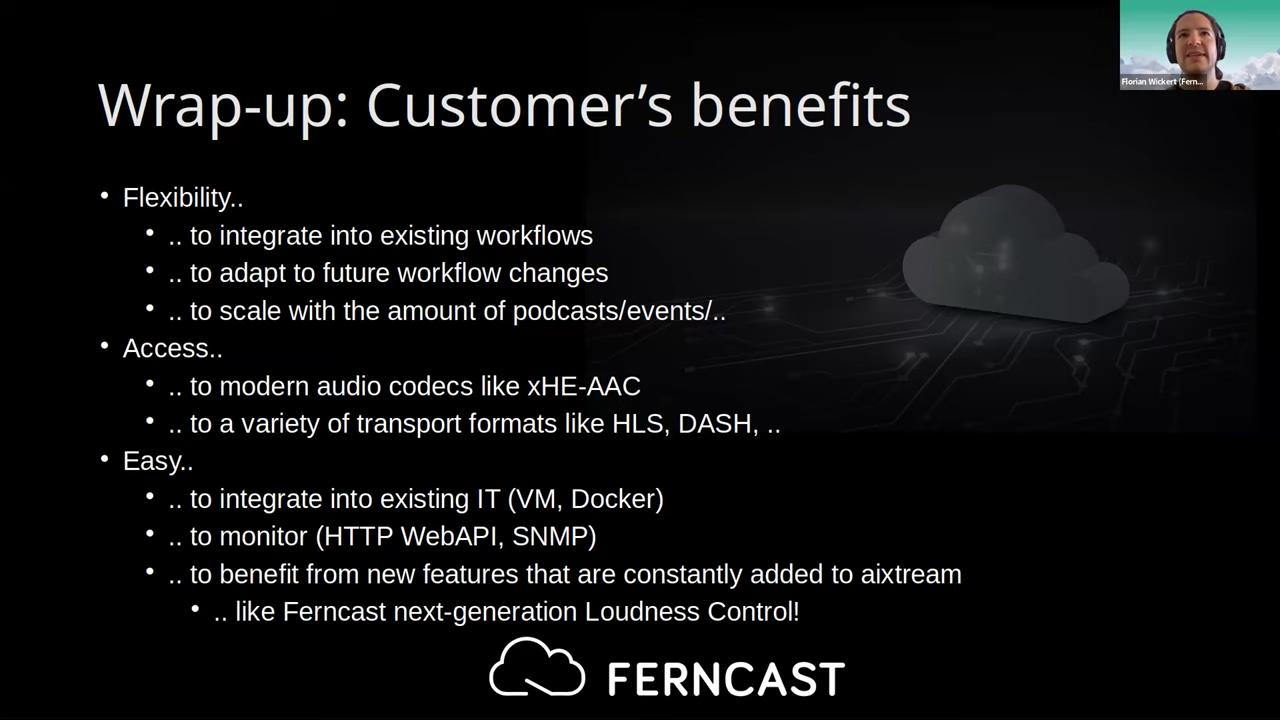 Florian Wickert (Fern...
Wrap-up: Customer’s benefits
• Flexibility..
• .. to integrate into existing workflows
• .. to adapt to future workflow changes
• .. to scale with the amount of podcasts/events/..
• Access..
• .. to modern audio codecs like xHE-AAC
• .. to a variety of transport formats like HLS, DASH, ..
• Easy..
• .. to integrate into existing IT (VM, Docker)
• .. to monitor (HTTP WebAPI, SNMP)
• .. to benefit from new features that are constantly added to aixtream
• .. like Ferncast next-generation Loudness Control!
FERNCAST